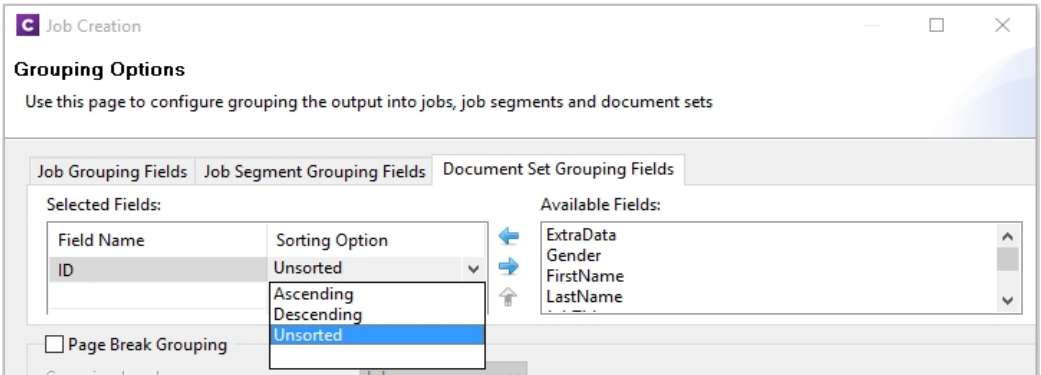 C Job Creation
Grouping Options
Use this page to configure grouping the output into jobs, job segments and document sets
Job Grouping Fields Job Segment Grouping Fields Document Set Grouping Fields
Selected Fields: Available Fields:
Field Name Sorting Option
ID Unsorted
Ascending
Descending
Unsorted
ExtraData
Gender
FirstName
LastName
Page Break Grouping